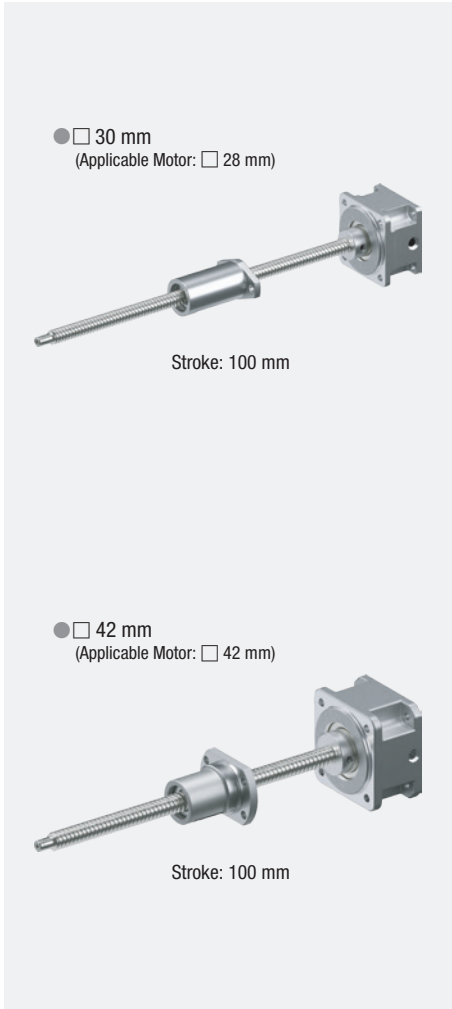 ●□ 30 mm
(Applicable Motor: □ 28 mm)
Stroke: 100 mm
●□ 42 mm
(Applicable Motor: □ 42 mm)
Stroke: 100 mm